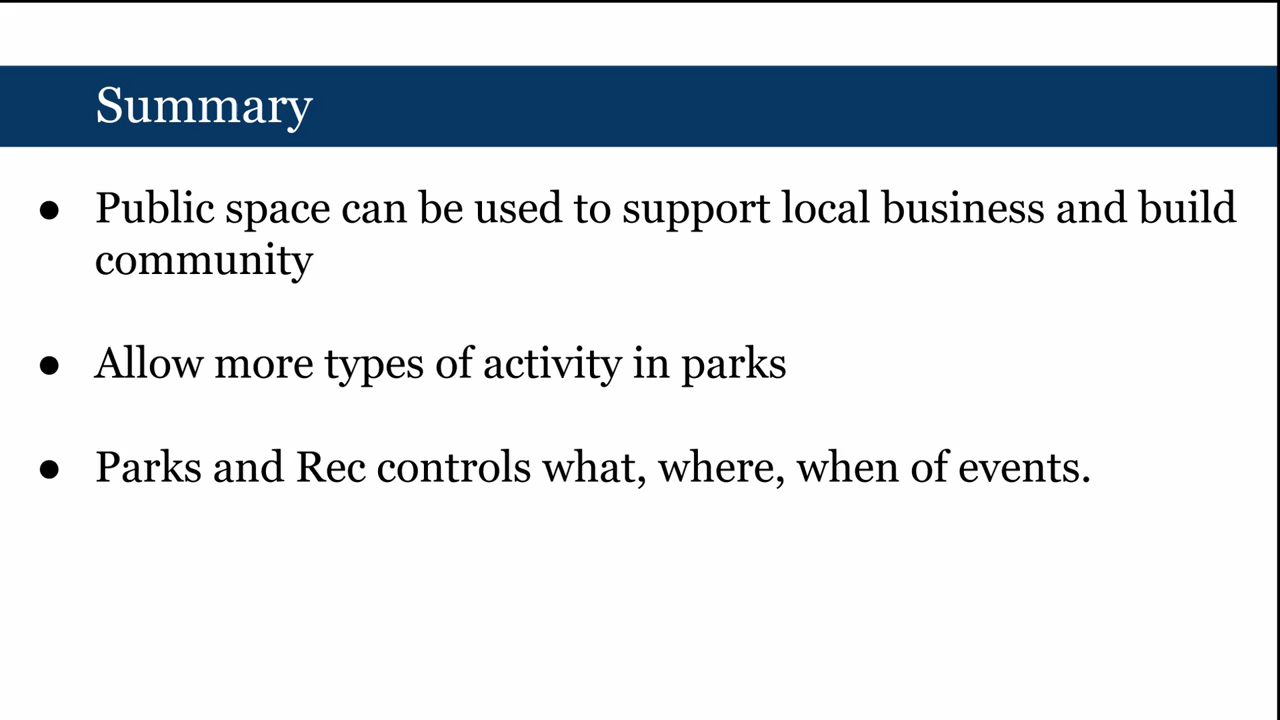 Summary
● Public space can be used to support local business and build
community
● Allow more types of activity in parks
● Parks and Rec controls what, where, when of events.